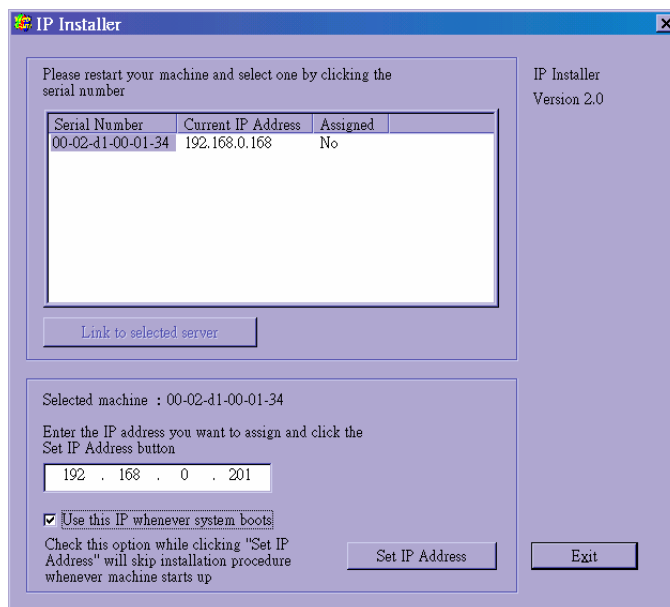 IP Installer
Please restart your machine and select one by clicking the
serial number
IP Installer
Version 2.0
Serial Number Current IP Address Assigned
00-02-d1-00-01-34 192.168.0.168 No
Link to selected server
Selected machine : 00-02-d1-00-01-34
Enter the IP address you want to assign and click the
Set IP Address button
192 . 168 . 0 . 201
Use this IP whenever system boots
Check this option while clicking "Set IP
Address" will skip installation procedure
whenever machine starts up
Set IP Address
Exit